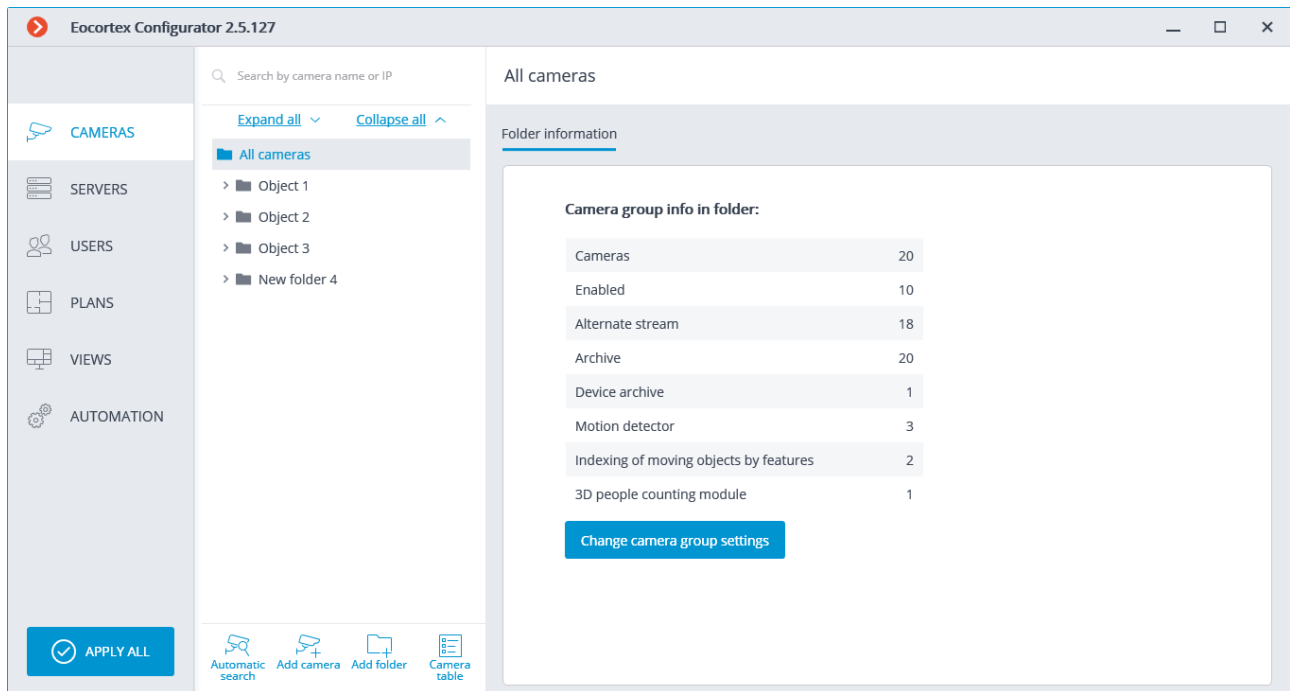 Eocortex Configurator 2.5.127
Search by camera name or IP
All cameras
Expand all Collapse all
Folder information
CAMERAS
SERVERS
USERS
PLANS
VIEWS
AUTOMATION
All cameras
Object 1
Object 2
Object 3
New folder 4
Camera group info in folder:
Cameras 20
Enabled 10
Alternate stream 18
Archive 20
Device archive 1
Motion detector 3
Indexing of moving objects by features 2
3D people counting module 1
Change camera group settings
APPLY ALL
Automatic search
Add camera
Add folder
Camera table